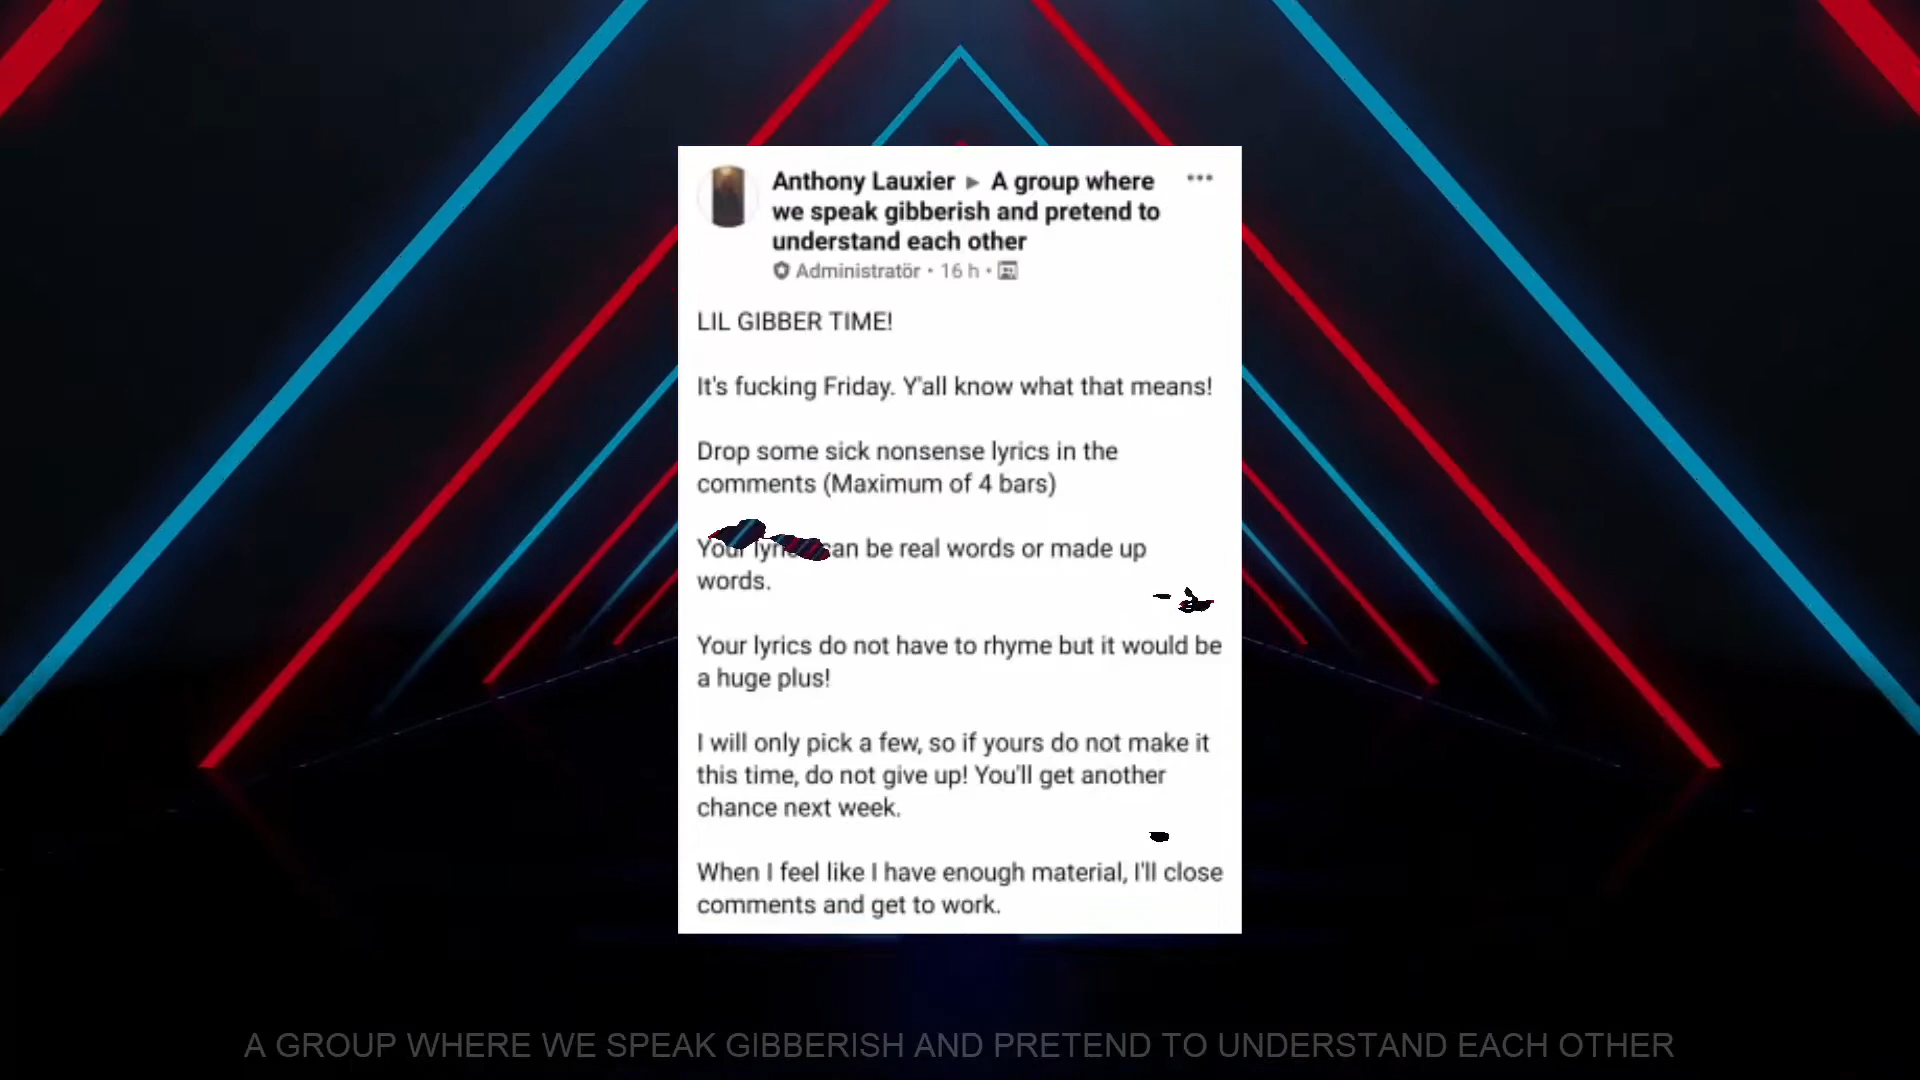 Anthony Lauxier ▸ A group where
we speak gibberish and pretend to
understand each other
Administratör • 16 h •
LIL GIBBER TIME!
It's fucking Friday. Y'all know what that means!
Drop some sick nonsense lyrics in the
comments (Maximum of 4 bars)
Your can be real words or made up
words.
Your lyrics do not have to rhyme but it would be
a huge plus!
I will only pick a few, so if yours do not make it
this time, do not give up! You'll get another
chance next week.
When I feel like I have enough material, I'll close
comments and get to work.
A GROUP WHERE WE SPEAK GIBBERISH AND PRETEND TO UNDERSTAND EACH OTHER